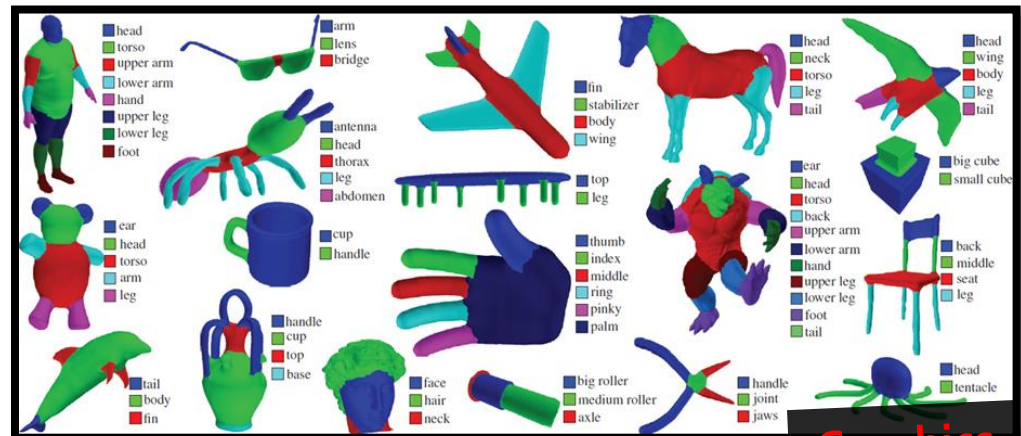 head
torso
upper arm
lower arm
hand
upper leg
lower leg
foot
arm
lens
bridge
antenna
head
thorax
leg
abdomen
fin
stabilizer
body
wing
top
leg
head
neck
torso
leg
tail
head
wing
body
leg
tail
big cube
small cube
ear
head
torso
arm
leg
cup
handle
thumb
index
middle
ring
pinky
palm
ear
head
torso
back
upper arm
lower arm
hand
upper leg
lower leg
foot
tail
back
middle
seat
leg
tail
body
fin
handle
cup
top
base
face
hair
neck
big roller
medium roller
axle
handle
joint
jaws
head
tentacle